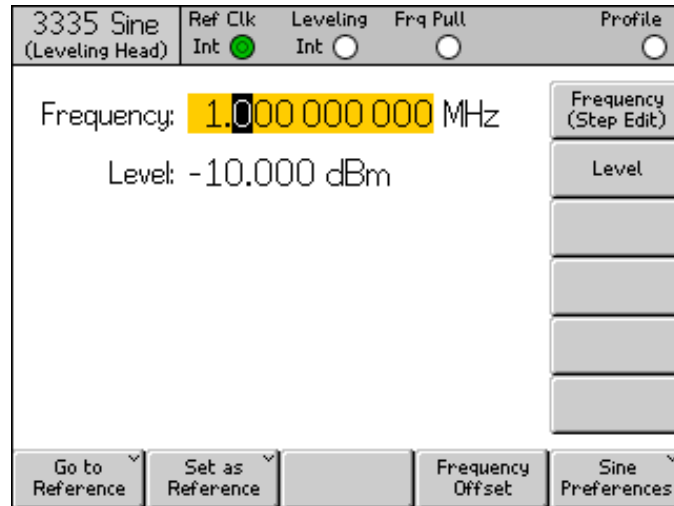 3335 Sine
(Leveling Head)
Ref Clk
Int
Leveling
Int
Frq Pull
Profile
Frequency: 1.000 000 000 MHz
Level: -10.000 dBm
Frequency
(Step Edit)
Level
Go to
Reference
Set as
Reference
Frequency
Offset
Sine
Preferences